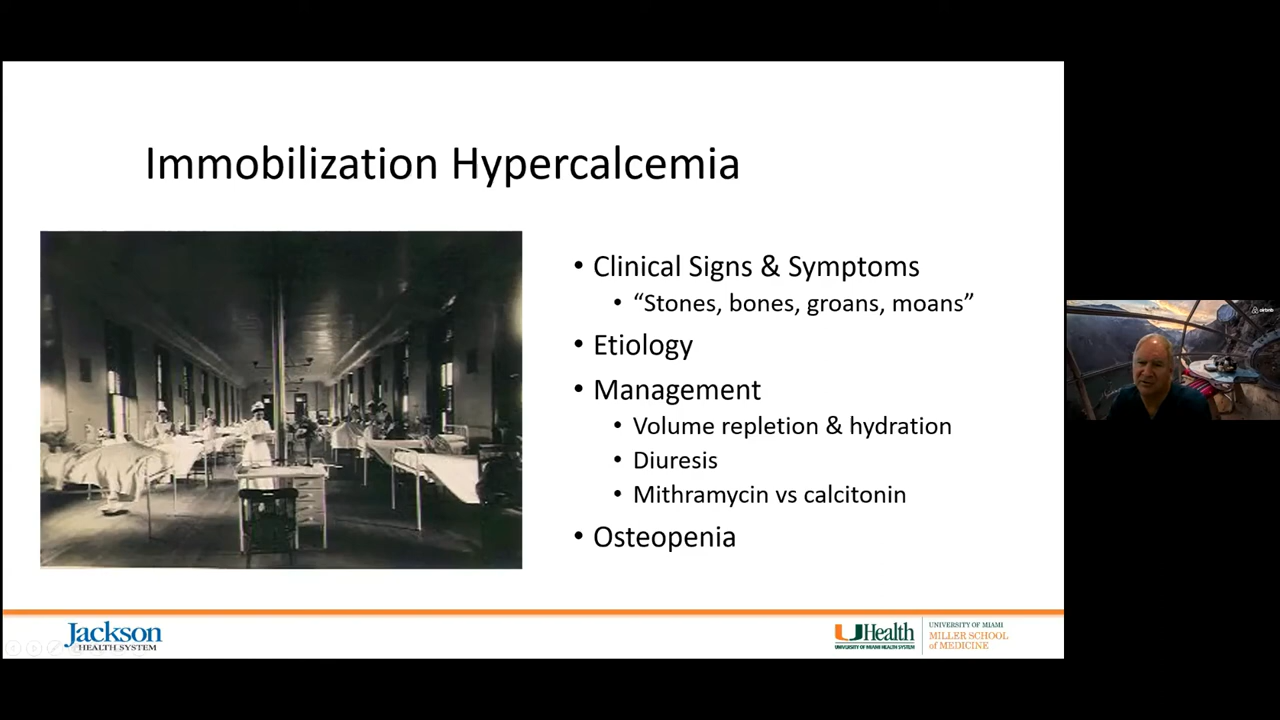 Immobilization Hypercalcemia
• Clinical Signs & Symptoms
• “Stones, bones, groans, moans”
• Etiology
• Management
• Volume repletion & hydration
• Diuresis
• Mithramycin vs calcitonin
• Osteopenia
Jackson
HEALTH SYSTEM
UHealth
UNIVERSITY OF MIAMI HEALTH SYSTEM
UNIVERSITY OF MIAMI
MILLER SCHOOL
of MEDICINE
airbnb